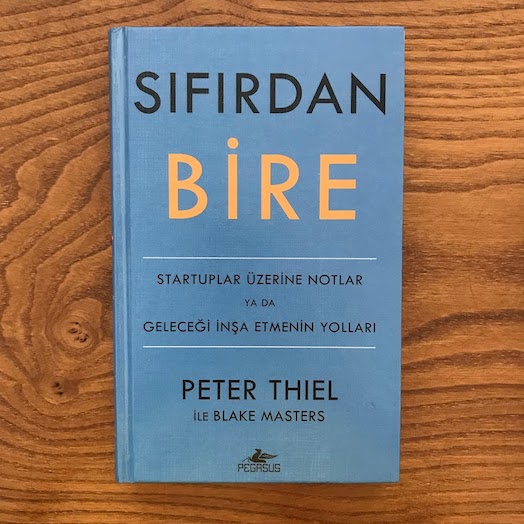 SIFIRDAN
BİRE
STARTUPLAR ÜZERİNE NOTLAR
YA DA
GELECEĞİ İNŞA ETMENİN YOLLARI
PETER THIEL
İLE BLAKE MASTERS
PEGASUS